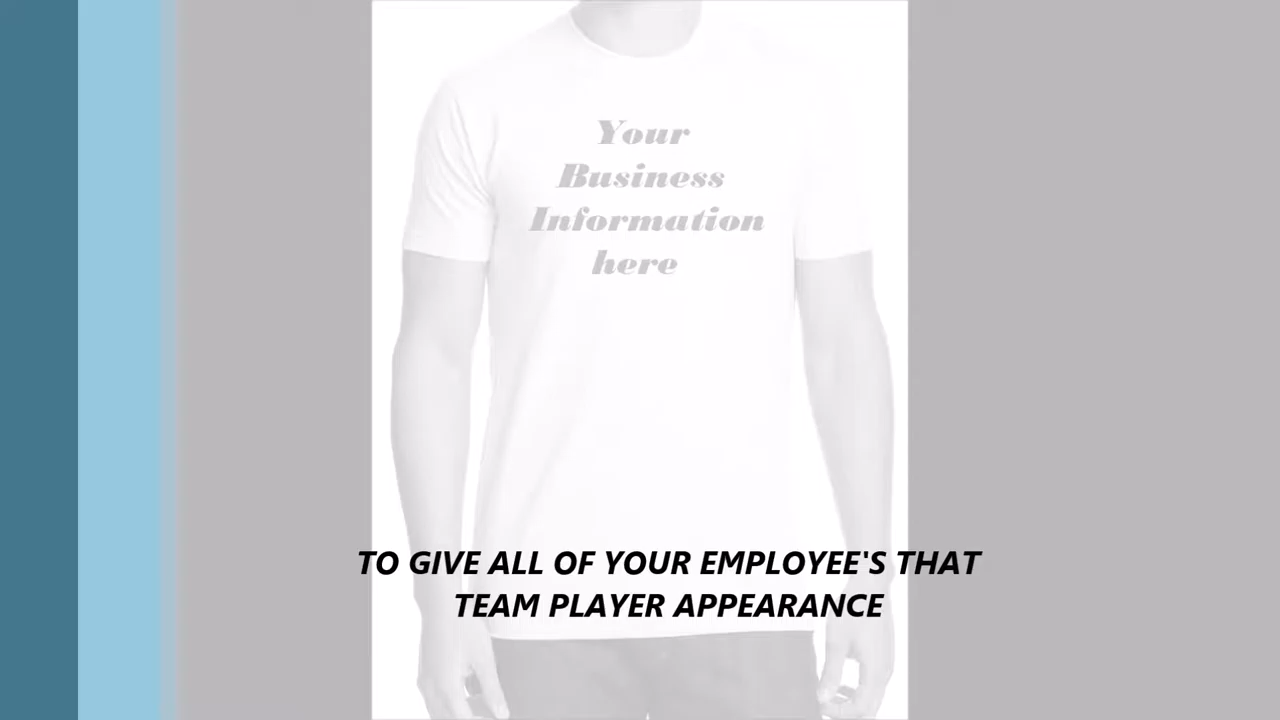 Your
Business
Information
here
TO GIVE ALL OF YOUR EMPLOYEE'S THAT
TEAM PLAYER APPEARANCE